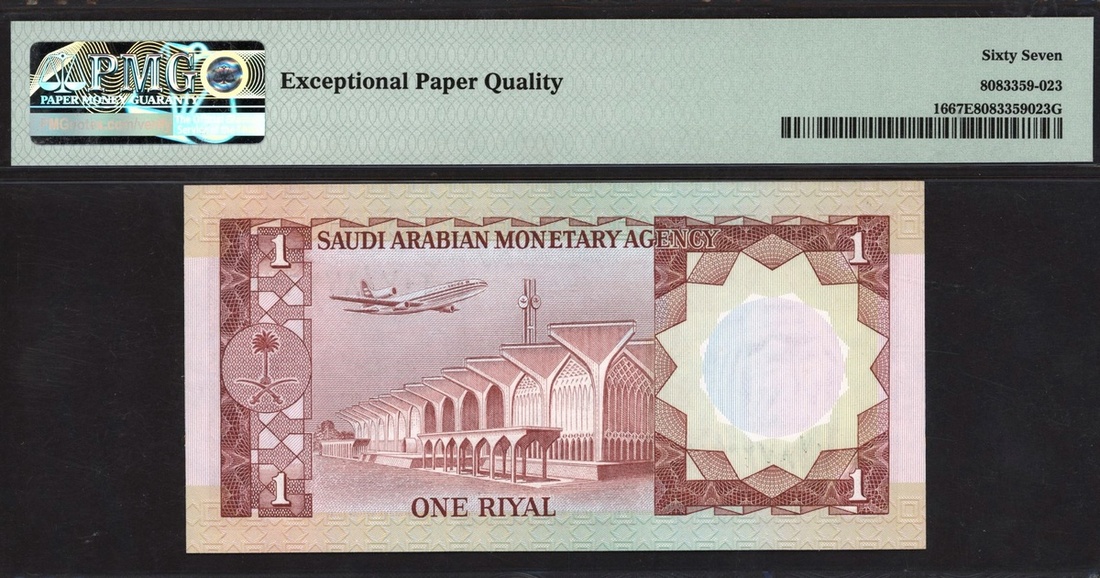 PMG
PAPER MONEY GUARANTY
Exceptional Paper Quality
Sixty Seven
8083359-023
1667E8083359023G
SAUDI ARABIAN MONETARY AGENCY
1
1
ONE RIYAL
1
1